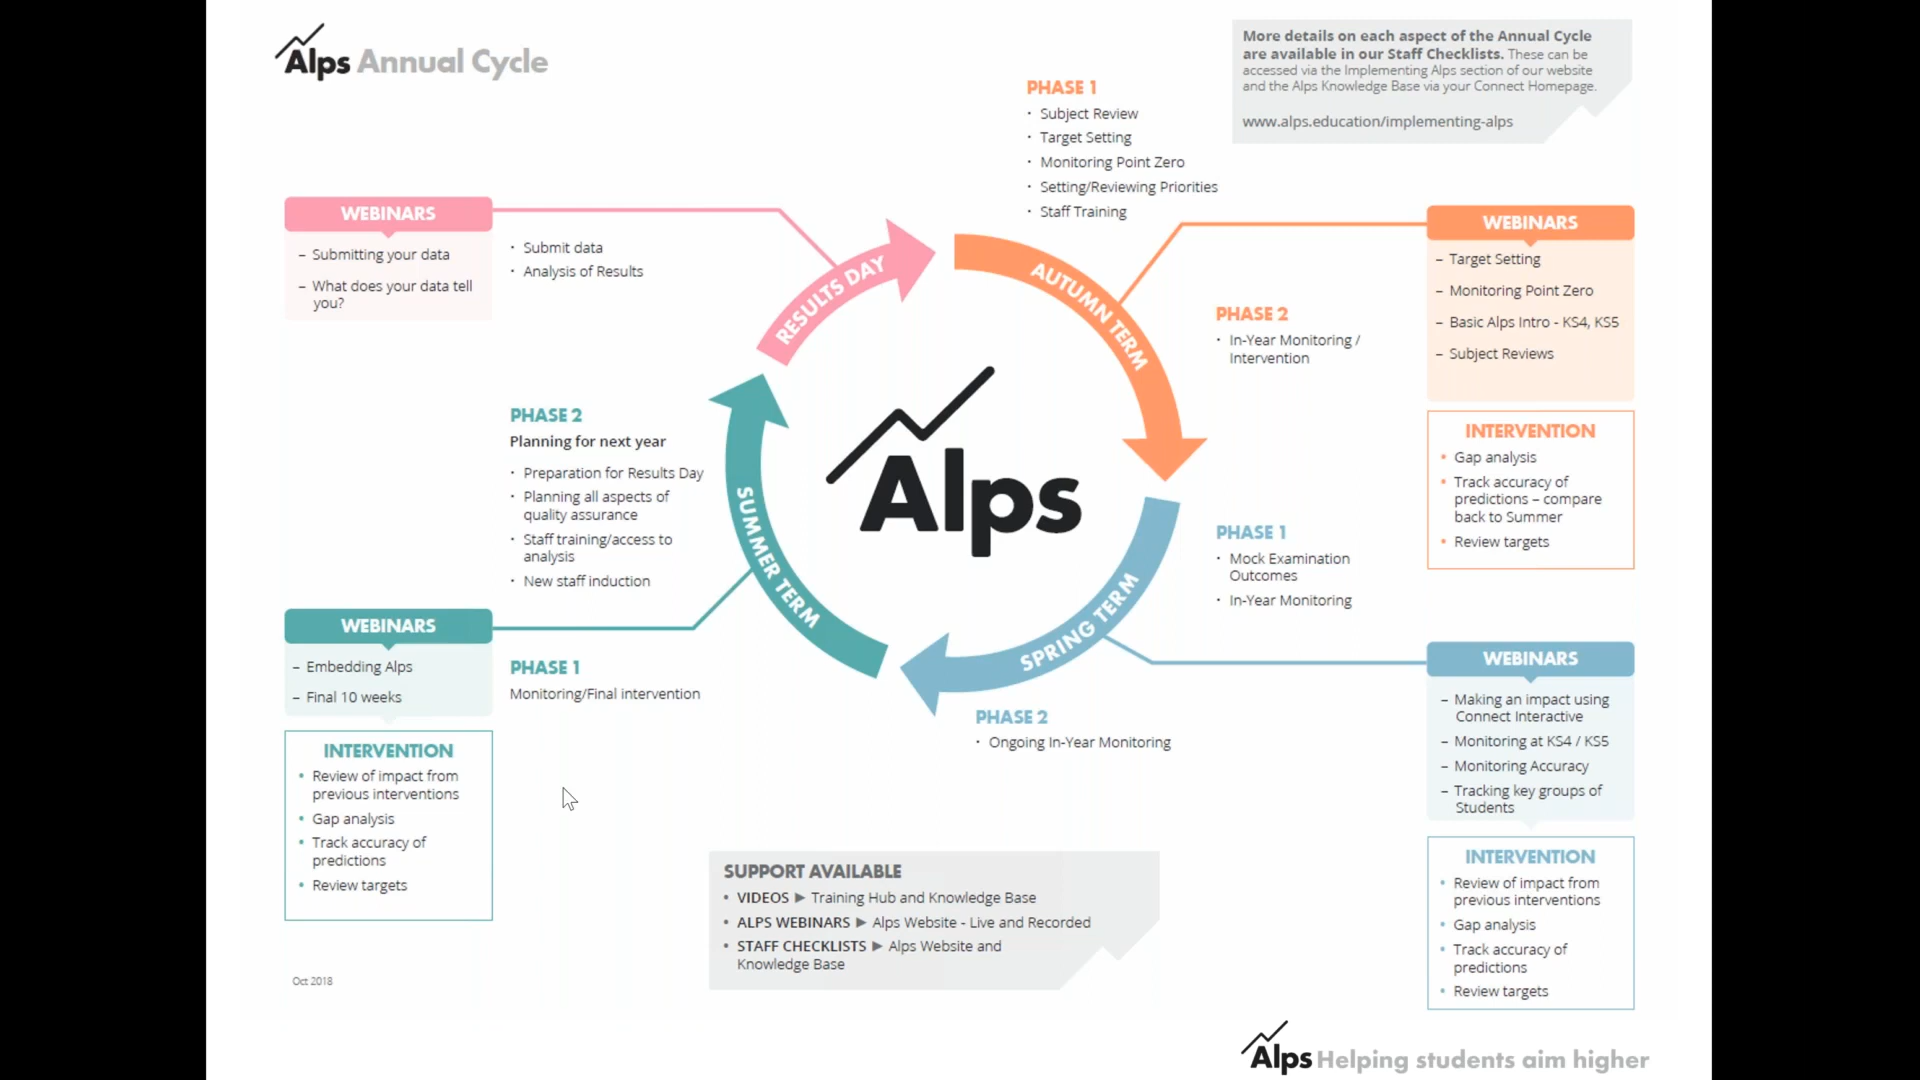 Alps Annual Cycle
More details on each aspect of the Annual Cycle
are available in our Staff Checklists. These can be
accessed via the Implementing Alps section of our website
and the Alps Knowledge Base via your Connect Homepage.
www.alps.education/implementing-alps
PHASE 1
· Subject Review
· Target Setting
· Monitoring Point Zero
· Setting/Reviewing Priorities
· Staff Training
WEBINARS
– Submitting your data
– What does your data tell
you?
· Submit data
· Analysis of Results
RESULTS DAY
AUTUMN TERM
WEBINARS
– Target Setting
– Monitoring Point Zero
– Basic Alps Intro - KS4, KS5
– Subject Reviews
PHASE 2
· In-Year Monitoring /
Intervention
INTERVENTION
• Gap analysis
• Track accuracy of
predictions – compare
back to Summer
• Review targets
Alps
PHASE 2
Planning for next year
· Preparation for Results Day
· Planning all aspects of
quality assurance
· Staff training/access to
analysis
· New staff induction
SUMMER TERM
SPRING TERM
PHASE 1
· Mock Examination
Outcomes
· In-Year Monitoring
WEBINARS
– Embedding Alps
– Final 10 weeks
PHASE 1
Monitoring/Final intervention
PHASE 2
· Ongoing In-Year Monitoring
WEBINARS
– Making an impact using
Connect Interactive
– Monitoring at KS4 / KS5
– Monitoring Accuracy
– Tracking key groups of
Students
INTERVENTION
• Review of impact from
previous interventions
• Gap analysis
• Track accuracy of
predictions
• Review targets
SUPPORT AVAILABLE
• VIDEOS ► Training Hub and Knowledge Base
• ALPS WEBINARS ► Alps Website - Live and Recorded
• STAFF CHECKLISTS ► Alps Website and
Knowledge Base
INTERVENTION
• Review of impact from
previous interventions
• Gap analysis
• Track accuracy of
predictions
• Review targets
Oct 2018
Alps Helping students aim higher